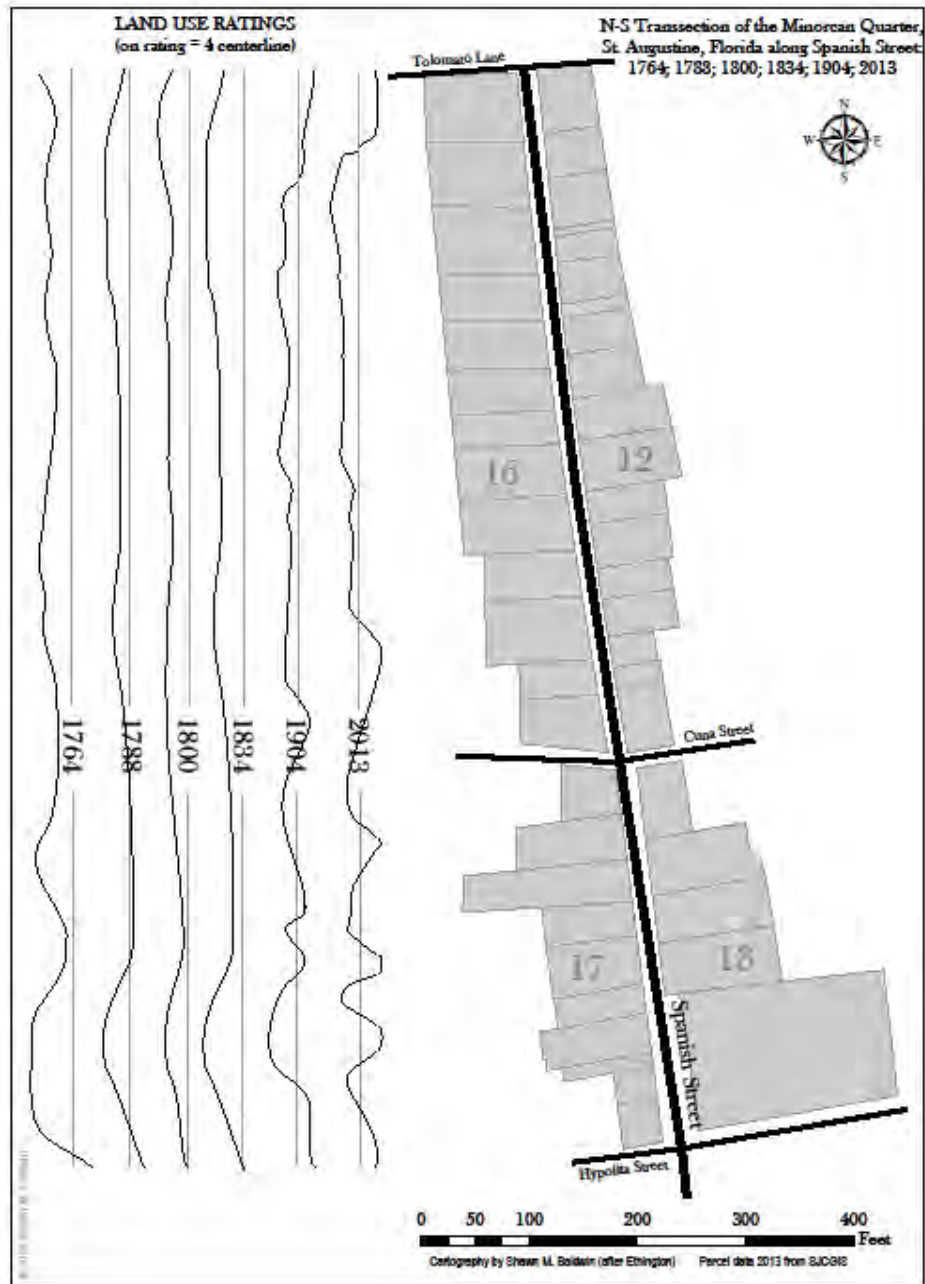 LAND USE RATINGS
(on rating = 4 centerline)
N-S Transsection of the Minorcan Quarter,
St. Augustine, Florida along Spanish Street:
1764; 1788; 1800; 1834; 1904; 2013
Tolomato Lane
N
W
E
S
16
12
1764
1788
1800
1834
1904
2013
Cuna Street
17
13
Spanish Street
Hypolita Street
0
50
100
200
300
400
Feet
Cartography by Shawn M. Baldwin (after Ethington)
Parcel data 2013 from SJCGIS